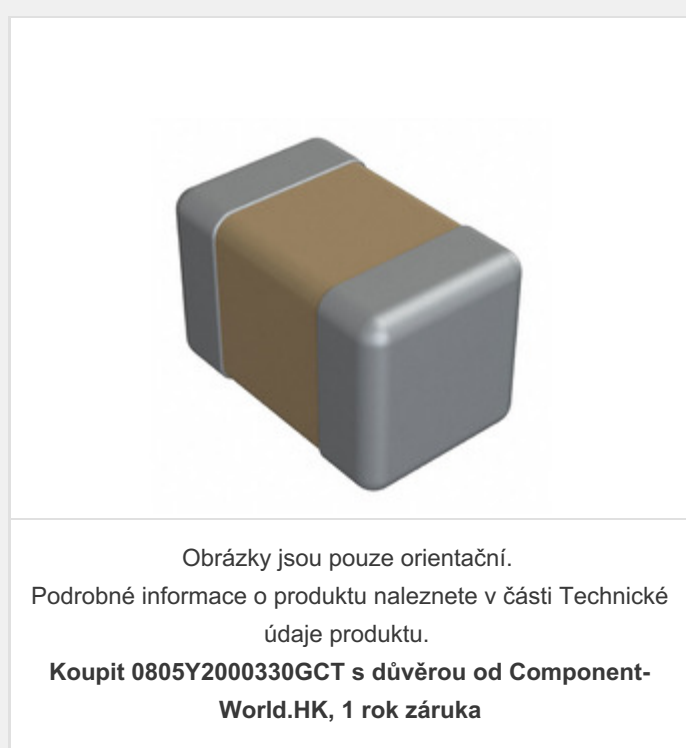 Obrázky jsou pouze orientační.
Podrobné informace o produktu naleznete v části Technické
údaje produktu.
Koupit 0805Y2000330GCT s důvěrou od Component-
World.HK, 1 rok záruka